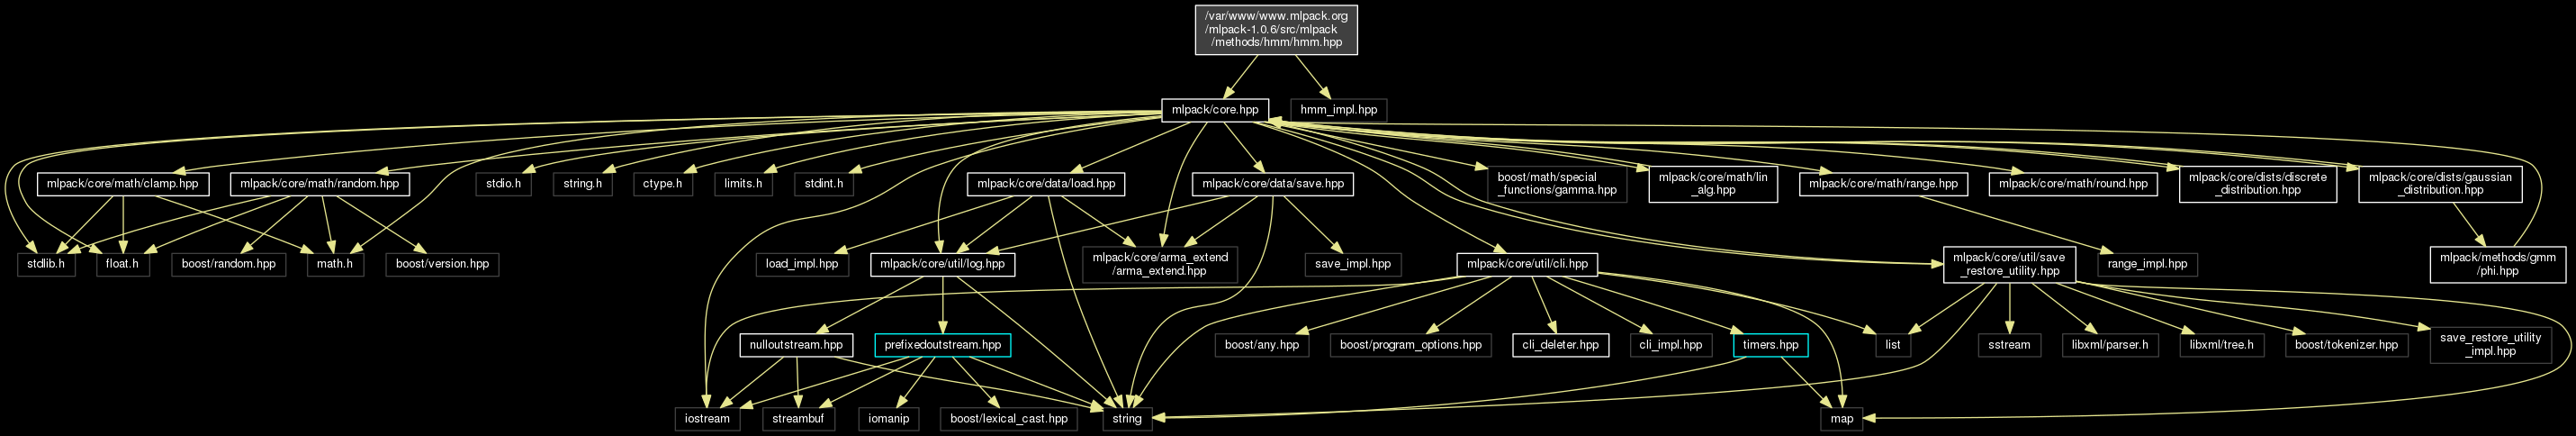 /var/www/www.mlpack.org
/mlpack-1.0.6/src/mlpack
/methods/hmm/hmm.hpp
mlpack/core.hpp
hmm_impl.hpp
mlpack/core/math/clamp.hpp
mlpack/core/math/random.hpp
stdio.h
string.h
ctype.h
limits.h
stdint.h
mlpack/core/data/load.hpp
mlpack/core/data/save.hpp
boost/math/special
_functions/gamma.hpp
mlpack/core/math/lin
_alg.hpp
mlpack/core/math/range.hpp
mlpack/core/math/round.hpp
mlpack/core/dists/discrete
_distribution.hpp
mlpack/core/dists/gaussian
_distribution.hpp
stdlib.h
float.h
boost/random.hpp
math.h
boost/version.hpp
load_impl.hpp
mlpack/core/util/log.hpp
mlpack/core/arma_extend
/arma_extend.hpp
save_impl.hpp
mlpack/core/util/cli.hpp
mlpack/core/util/save
_restore_utility.hpp
range_impl.hpp
mlpack/methods/gmm
/phi.hpp
nulloutstream.hpp
prefixedoutstream.hpp
boost/any.hpp
boost/program_options.hpp
cli_deleter.hpp
cli_impl.hpp
timers.hpp
list
sstream
libxml/parser.h
libxml/tree.h
boost/tokenizer.hpp
save_restore_utility
_impl.hpp
iostream
streambuf
iomanip
boost/lexical_cast.hpp
string
map